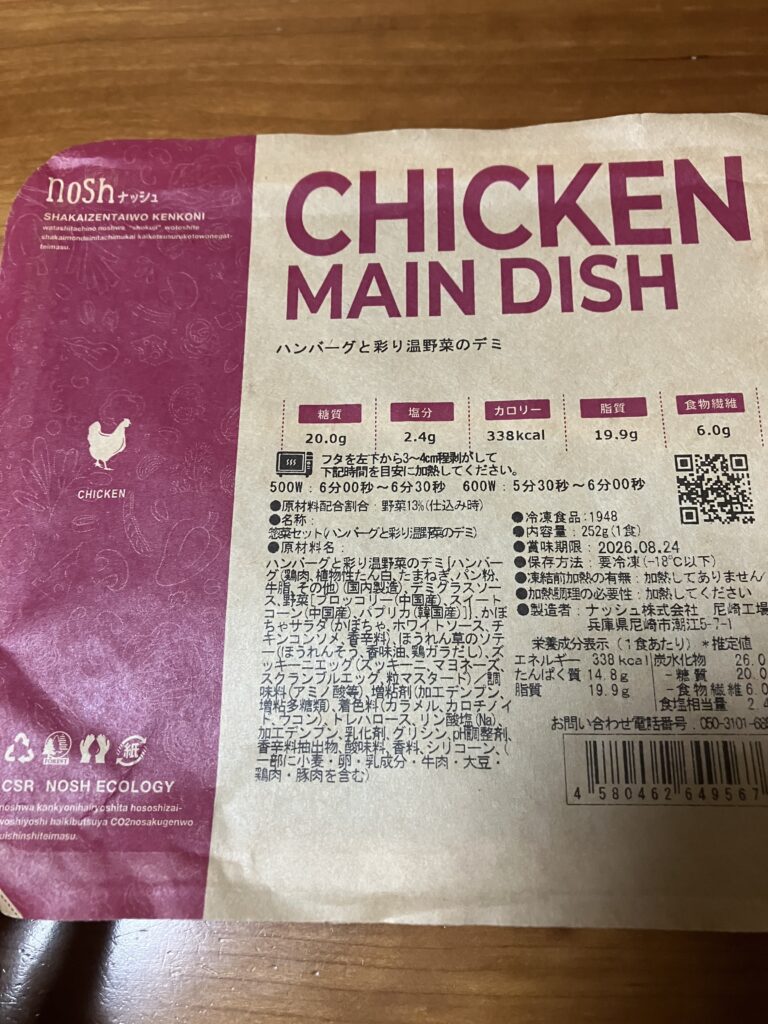 nosh ナッシュ
SHAKAIZENTAIWO KENKONI
watashitachino noshwa "shokuji" wotoshite
shakaimondainitachimukai kaiketsusurukotowonegat-
teimasu.
CHICKEN
CSR NOSH ECOLOGY
noshwa kankyonihairyoshita hososhizai-
woshiyoshi haikibutsuya CO2nosakugenwo
uishinshiteimasu.
CHICKEN
MAIN DISH
ハンバーグと彩り温野菜のデミ
糖質 塩分 カロリー 脂質 食物繊維
20.0g 2.4g 338kcal 19.9g 6.0g
フタを左下から3~4cm程剥がして
下記時間を目安に加熱してください。
500W：6分00秒～6分30秒 600W：5分30秒～6分00秒
●原材料配合割合：野菜13%(仕込み時)
●名称：
惣菜セット(ハンバーグと彩り温野菜のデミ)
●原材料名：
ハンバーグと彩り温野菜のデミ[ハンバー
グ(鶏肉、植物性たん白、たまねぎ、パン粉、
牛脂、その他)(国内製造)、デミグラスソー
ス、野菜[ブロッコリー(中国産)、スイート
コーン(中国産)、パプリカ(韓国産)]]、かぼ
ちゃサラダ(かぼちゃ、ホワイトソース、チ
キンコンソメ、香辛料)、ほうれん草のソテ
ー(ほうれんそう、香味油、鶏ガラだし)、ズ
ッキーニエッグ(ズッキーニ、マヨネーズ、
スクランブルエッグ、粒マスタード)／調
味料(アミノ酸等)、増粘剤(加工デンプン、
増粘多糖類)、着色料(カラメル、カロチノイ
ド、ウコン)、トレハロース、リン酸塩(Na)、
加工デンプン、乳化剤、グリシン、pH調整剤、
香辛料抽出物、酸味料、香料、シリコーン、(
一部に小麦・卵・乳成分・牛肉・大豆・
鶏肉・豚肉を含む)
●冷凍食品：1948
●内容量：252g(1食)
●賞味期限：2026.08.24
●保存方法：要冷凍(-18℃以下)
●凍結前加熱の有無：加熱してありません
●加熱調理の必要性：加熱してください
●製造者：ナッシュ株式会社 尼崎工場
兵庫県尼崎市潮江5-7-1
栄養成分表示(1食あたり)*推定値
エネルギー 338kcal 炭水化物 26.0
たんぱく質 14.8g -糖質 20.0
脂質 19.9g -食物繊維 6.0
食塩相当量 2.4
お問い合わせ電話番号：050-3101-
4 580462 649567
紙